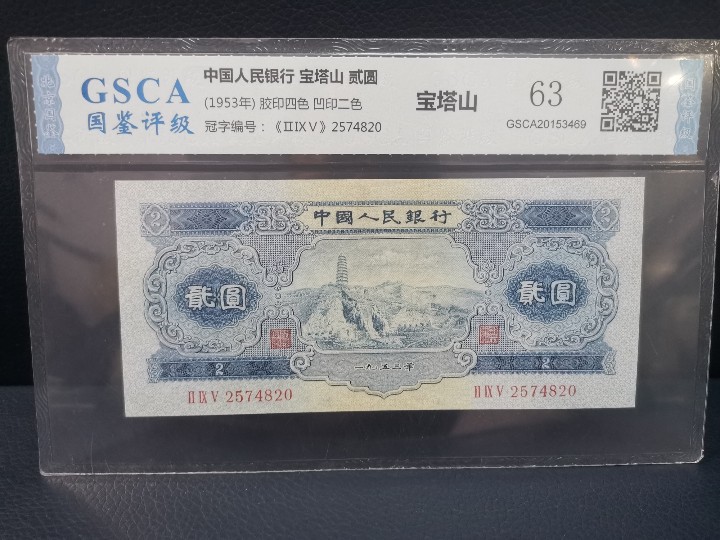 GSCA
国鉴评级
中国人民银行 宝塔山 贰圆
(1953年) 胶印四色 凹印二色
冠字编号：《ⅡⅨⅤ》2574820
宝塔山
63
GSCA20153469
2
中國人民銀行
2
貳圓
貳圓
2
一九五三年
2
ⅡⅨⅤ 2574820
ⅡⅨⅤ 2574820